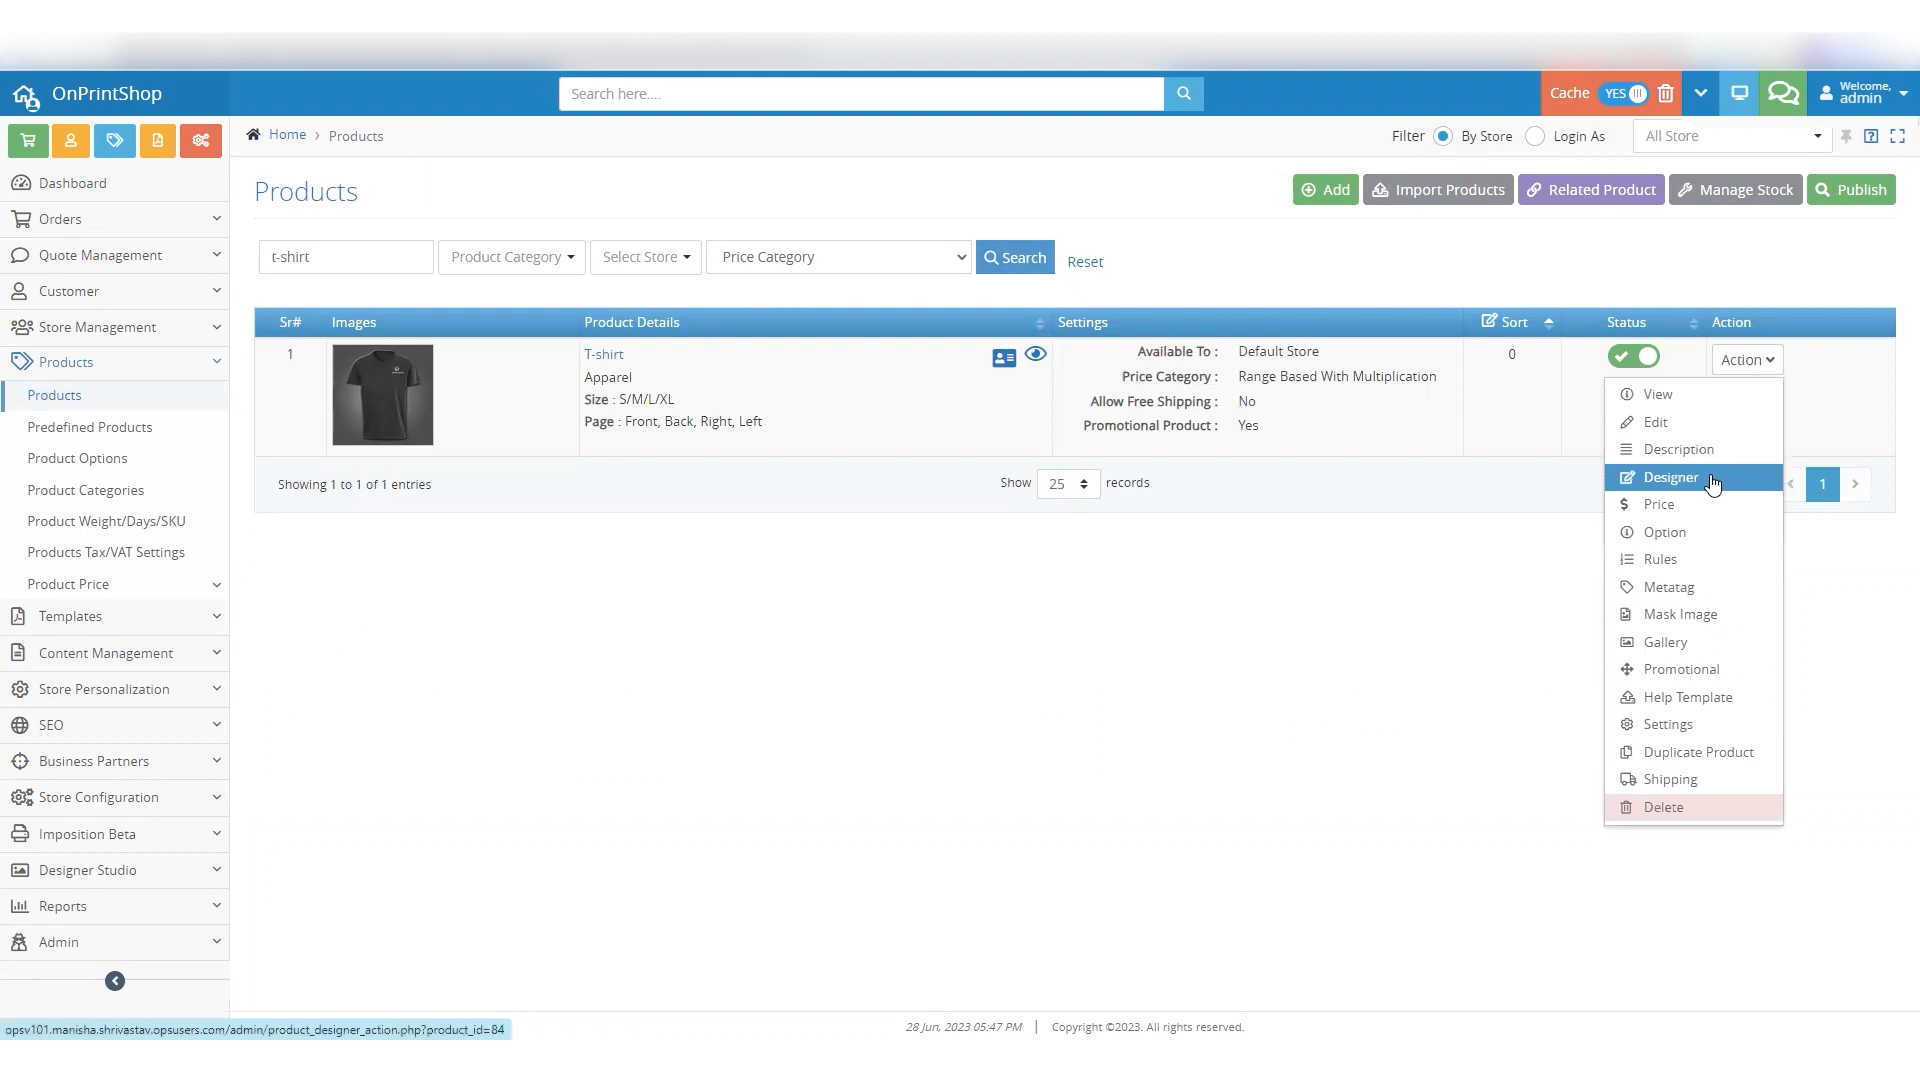 OnPrintShop
Search here....
Cache YES
Welcome,
admin
Home › Products
Filter By Store Login As All Store
Dashboard
Orders
Quote Management
Customer
Store Management
Products
Products
Predefined Products
Product Options
Product Categories
Product Weight/Days/SKU
Products Tax/VAT Settings
Product Price
Templates
Content Management
Store Personalization
SEO
Business Partners
Store Configuration
Imposition Beta
Designer Studio
Reports
Admin
Products
Add Import Products Related Product Manage Stock Publish
t-shirt Product Category Select Store Price Category Search Reset
Sr# Images Product Details Settings Sort Status Action
1
T-shirt
Apparel
Size : S/M/L/XL
Page : Front, Back, Right, Left
Available To : Default Store
Price Category : Range Based With Multiplication
Allow Free Shipping : No
Promotional Product : Yes
0
Action
View
Edit
Description
Designer
Price
Option
Rules
Metatag
Mask Image
Gallery
Promotional
Help Template
Settings
Duplicate Product
Shipping
Delete
Showing 1 to 1 of 1 entries Show 25 records 1
opsv101.manisha.shrivastav.opsusers.com/admin/product_designer_action.php?product_id=84
28 Jun, 2023 05:47 PM | Copyright ©2023. All rights reserved.